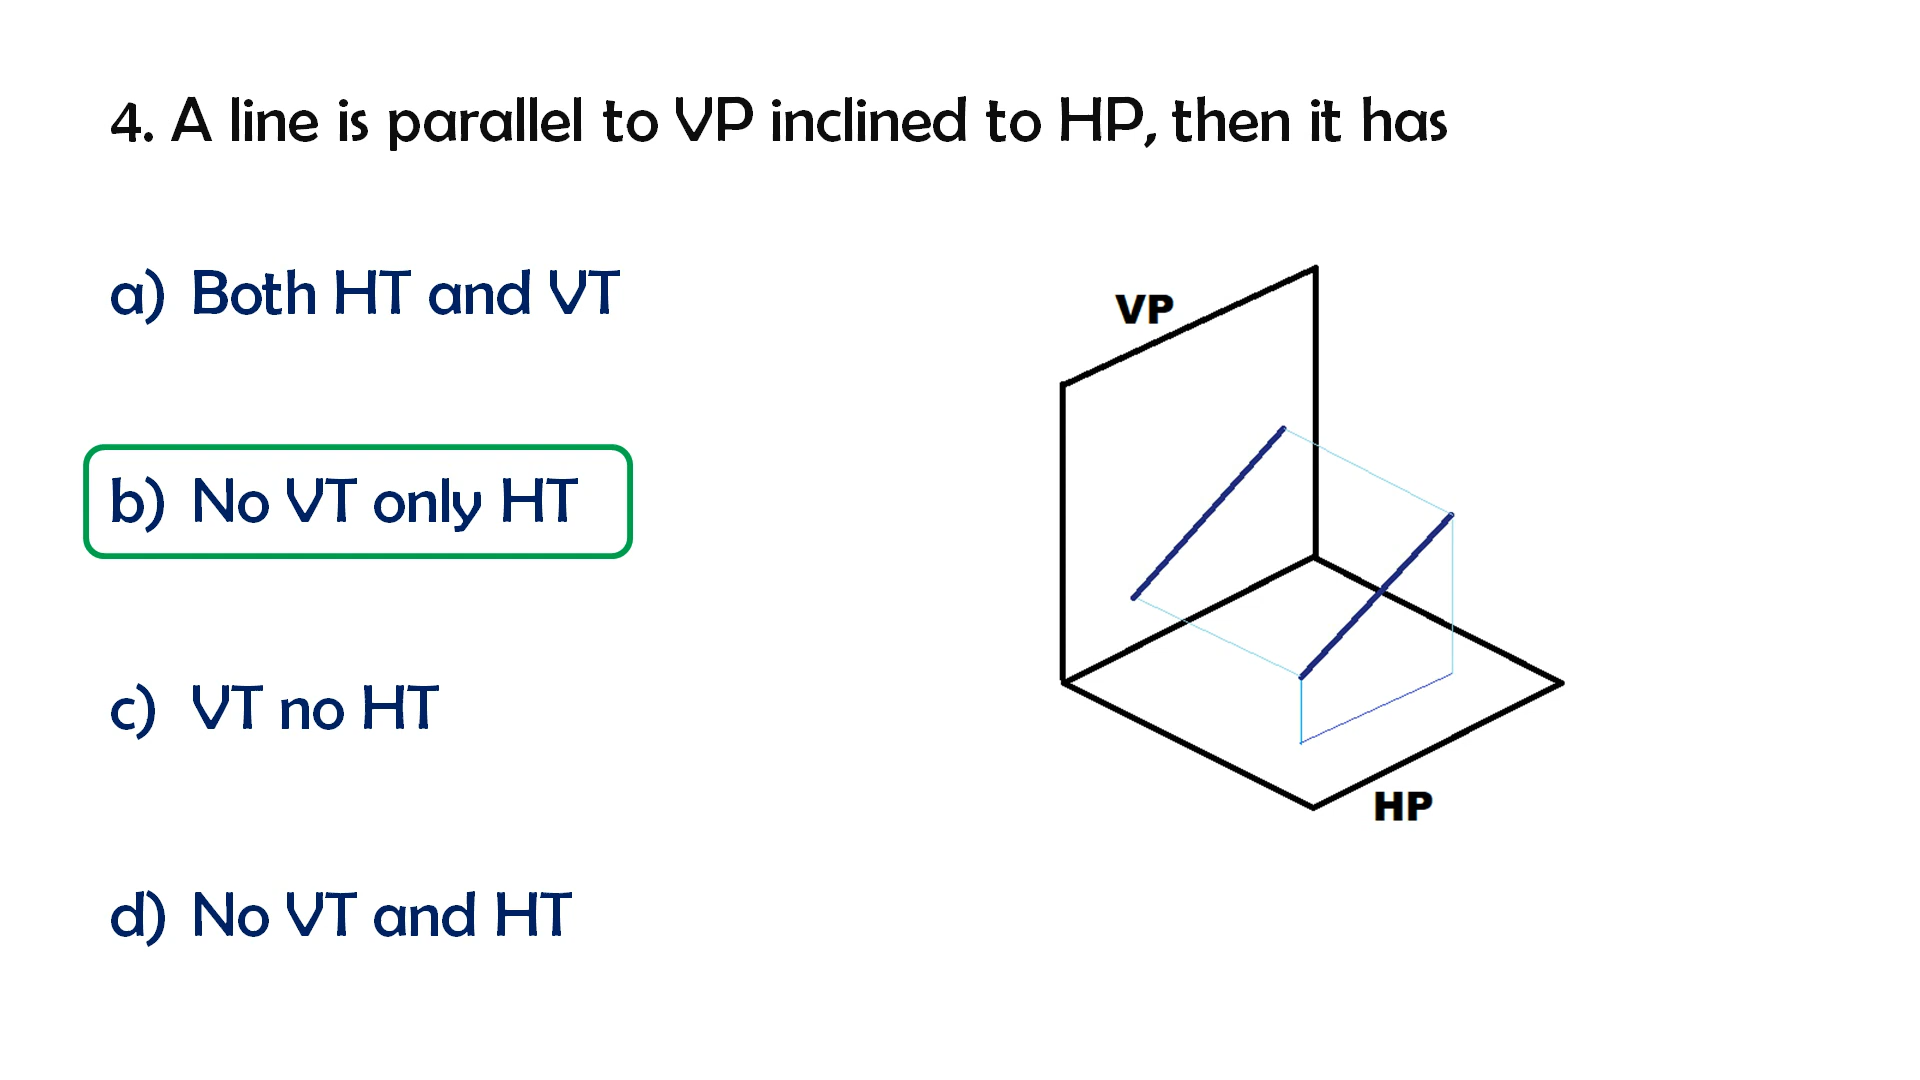 4. A line is parallel to VP inclined to HP, then it has
a) Both HT and VT
b) No VT only HT
c) VT no HT
d) No VT and HT
VP
HP